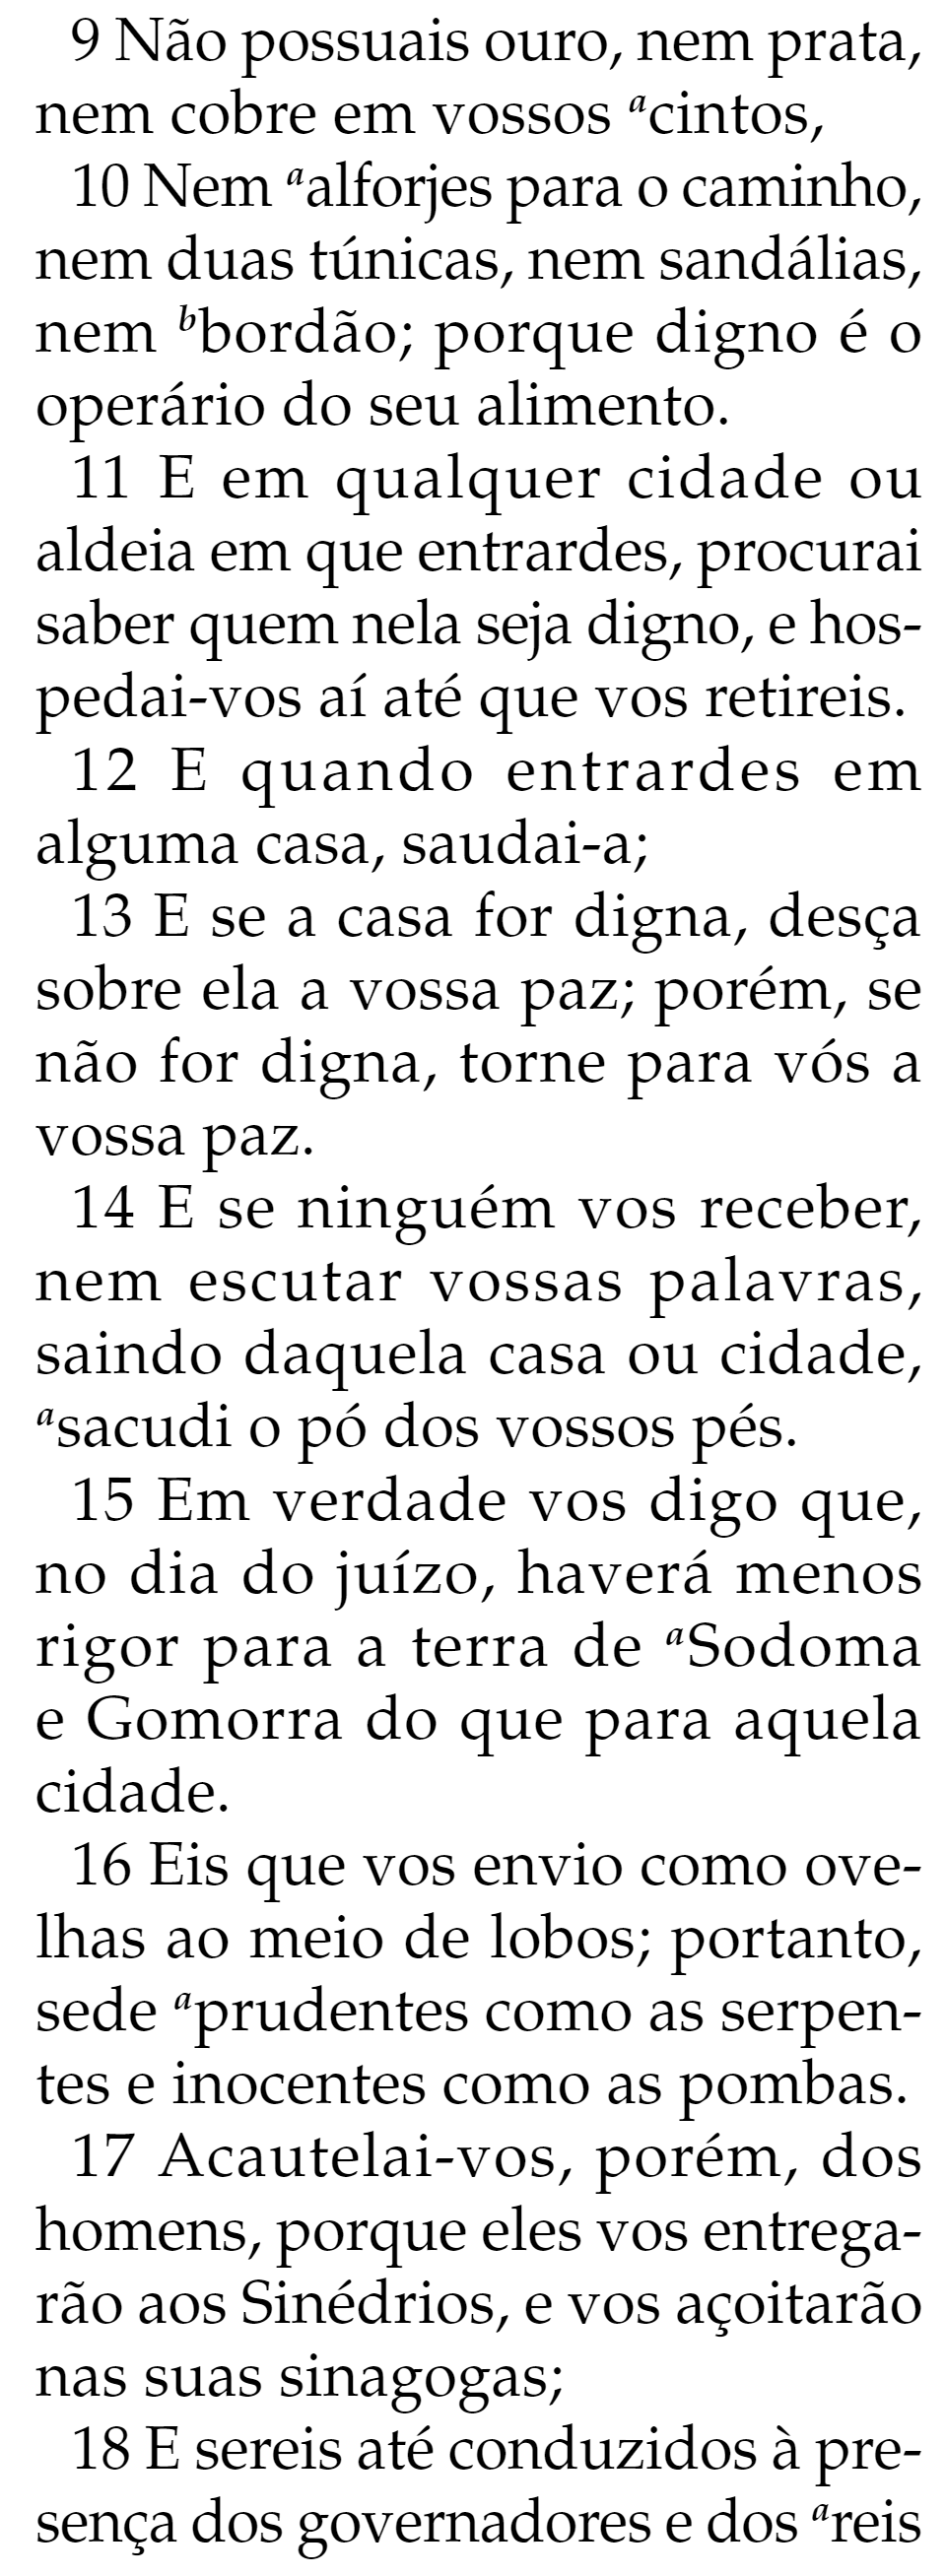 9 Não possuais ouro, nem prata,
nem cobre em vossos ᵃcintos,
10 Nem ᵃalforjes para o caminho,
nem duas túnicas, nem sandálias,
nem ᵇbordão; porque digno é o
operário do seu alimento.
11 E em qualquer cidade ou
aldeia em que entrardes, procurai
saber quem nela seja digno, e hos-
pedai-vos aí até que vos retireis.
12 E quando entrardes em
alguma casa, saudai-a;
13 E se a casa for digna, desça
sobre ela a vossa paz; porém, se
não for digna, torne para vós a
vossa paz.
14 E se ninguém vos receber,
nem escutar vossas palavras,
saindo daquela casa ou cidade,
ᵃsacudi o pó dos vossos pés.
15 Em verdade vos digo que,
no dia do juízo, haverá menos
rigor para a terra de ᵃSodoma
e Gomorra do que para aquela
cidade.
16 Eis que vos envio como ove-
lhas ao meio de lobos; portanto,
sede ᵃprudentes como as serpen-
tes e inocentes como as pombas.
17 Acautelai-vos, porém, dos
homens, porque eles vos entrega-
rão aos Sinédrios, e vos açoitarão
nas suas sinagogas;
18 E sereis até conduzidos à pre-
sença dos governadores e dos ᵃreis